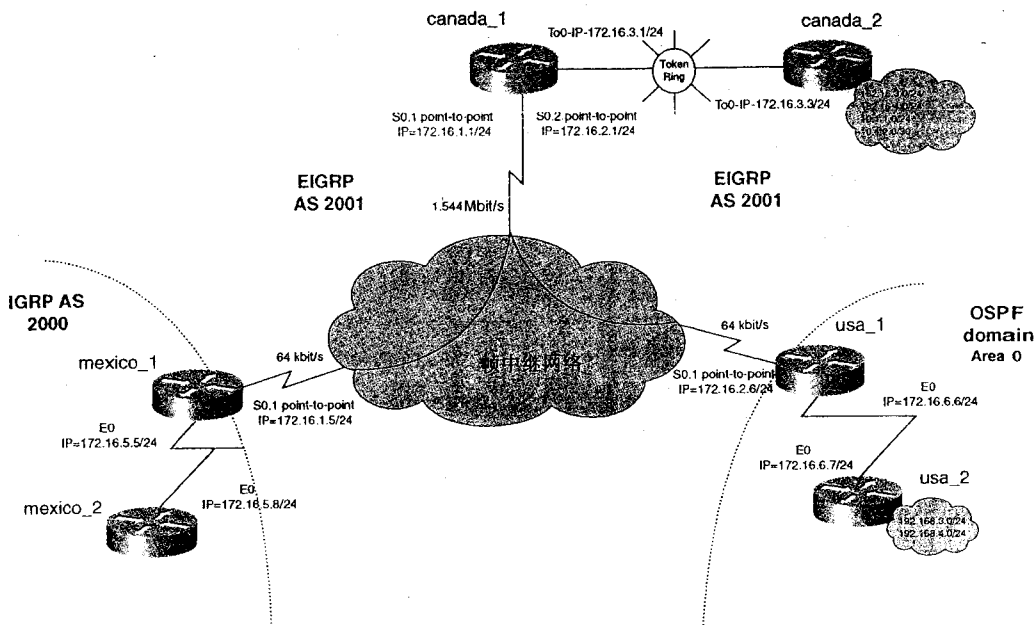 canada_1
canada_2
To0-IP-172.16.3.1/24
Token
Ring
To0-IP-172.16.3.3/24
S0.1 point-to-point
IP=172.16.1.1/24
S0.2 point-to-point
IP=172.16.2.1/24
EIGRP
AS 2001
EIGRP
AS 2001
1.544Mbit/s
IGRP AS
2000
OSPF
domain
Area 0
mexico_1
64 kbit/s
帧中继网络
64 kbit/s
usa_1
S0.1 point-to-point
IP=172.16.1.5/24
S0.1 point-to-point
IP=172.16.2.6/24
E0
IP=172.16.5.5/24
E0
IP=172.16.6.6/24
E0
IP=172.16.5.8/24
mexico_2
E0
IP=172.16.6.7/24
usa_2
192.168.3.0/24
192.168.4.0/24